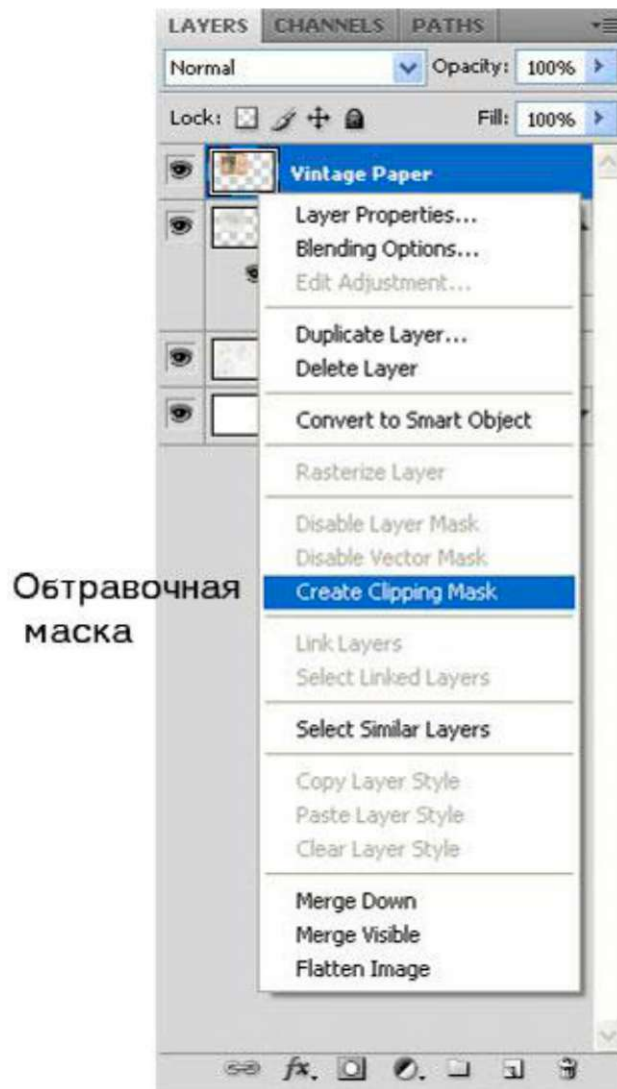 LAYERS CHANNELS PATHS
Normal Opacity: 100%
Lock: Fill: 100%
Vintage Paper
Layer Properties...
Blending Options...
Edit Adjustment...
Duplicate Layer...
Delete Layer
Convert to Smart Object
Rasterize Layer
Disable Layer Mask
Disable Vector Mask
Обтравочная
маска
Create Clipping Mask
Link Layers
Select Linked Layers
Select Similar Layers
Copy Layer Style
Paste Layer Style
Clear Layer Style
Merge Down
Merge Visible
Flatten Image
fx.